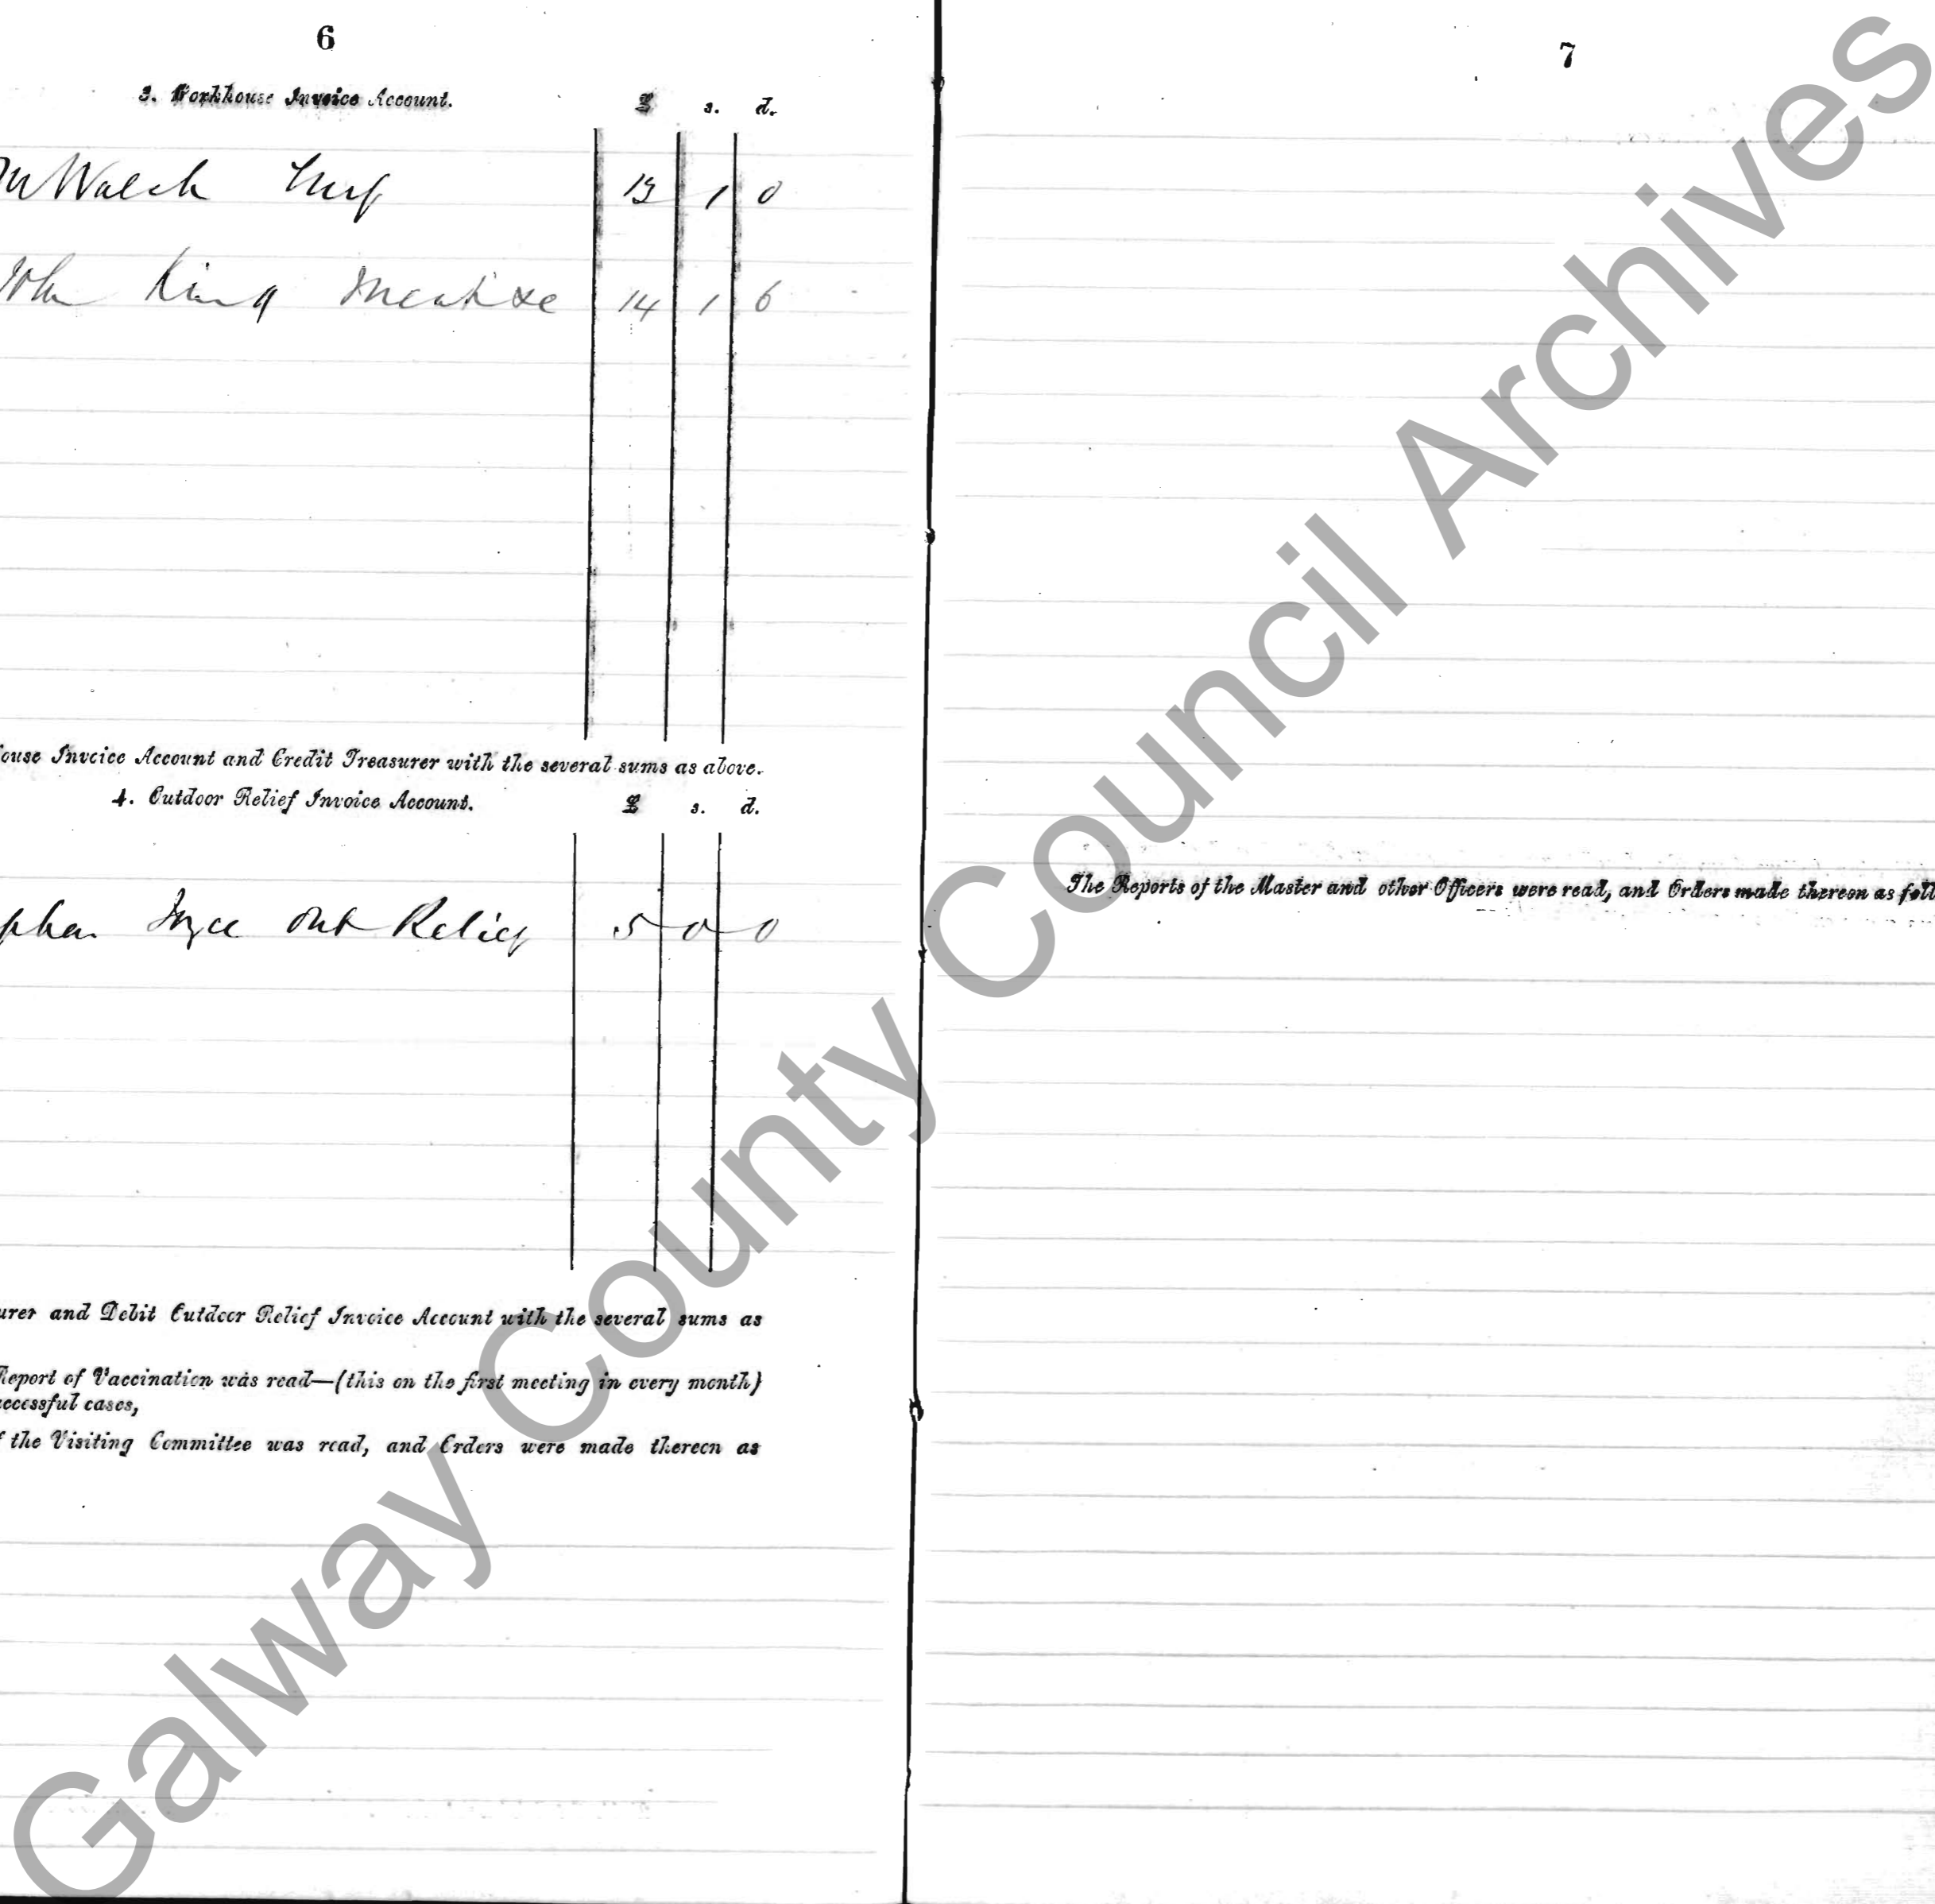 6
3. Workhouse Invoice Account. £ s. d.
M Walsh Turf 13 1 0
John King Meal &c 14 1 6
ouse Invoice Account and Credit Treasurer with the several sums as above.
4. Outdoor Relief Invoice Account. £ s. d.
phen Joyce Out Relief 5 0 0
urer and Debit Outdoor Relief Invoice Account with the several sums as
Report of Vaccination was read—(this on the first meeting in every month)
ccessful cases,
f the Visiting Committee was read, and Orders were made thereon as
7
The Reports of the Master and other Officers were read, and Orders made thereon as foll
Galway County Council Archives